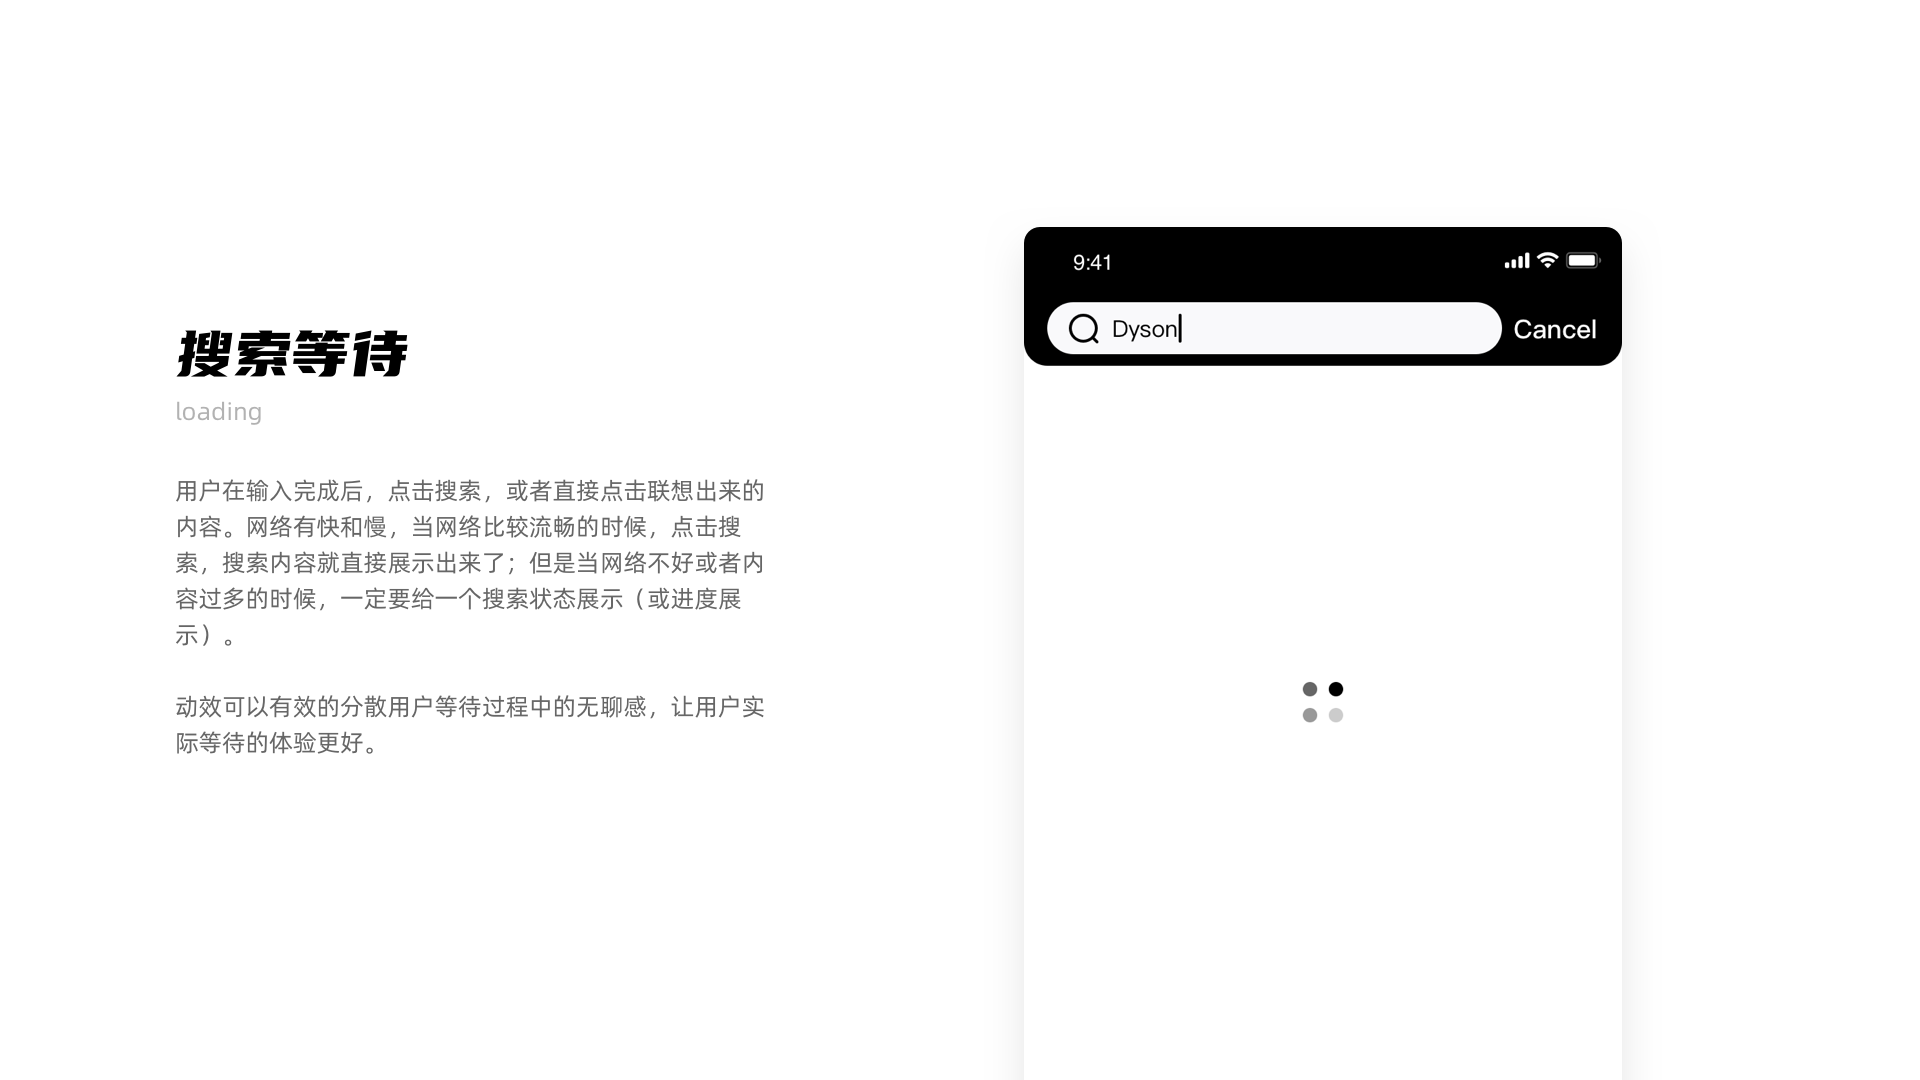 搜索等待
loading
用户在输入完成后，点击搜索，或者直接点击联想出来的
内容。网络有快和慢，当网络比较流畅的时候，点击搜
索，搜索内容就直接展示出来了；但是当网络不好或者内
容过多的时候，一定要给一个搜索状态展示（或进度展
示）。
动效可以有效的分散用户等待过程中的无聊感，让用户实
际等待的体验更好。
9:41
Dyson
Cancel